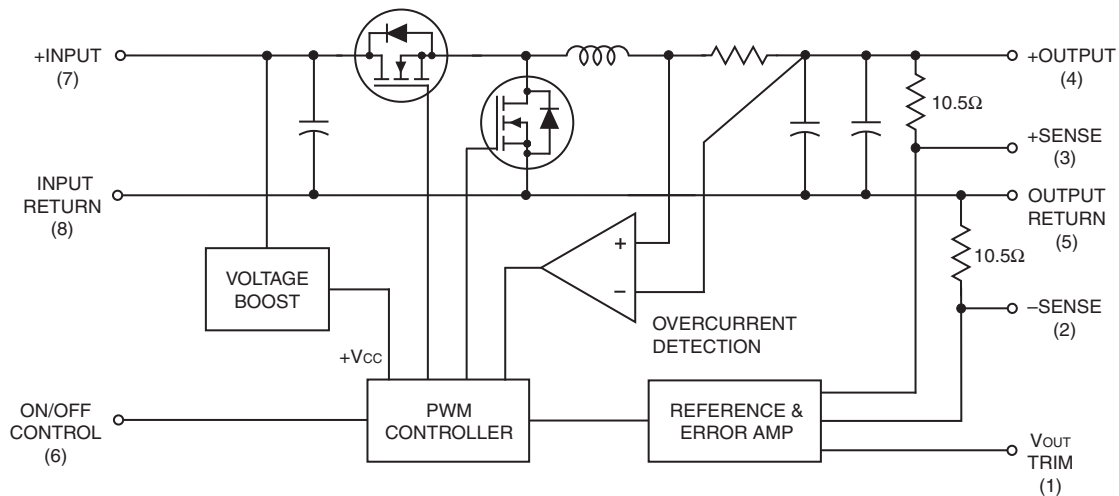 +INPUT
(7)
+OUTPUT
(4)
10.5Ω
+SENSE
(3)
INPUT
RETURN
(8)
OUTPUT
RETURN
(5)
+
−
10.5Ω
VOLTAGE
BOOST
OVERCURRENT
DETECTION
−SENSE
(2)
+VCC
ON/OFF
CONTROL
(6)
PWM
CONTROLLER
REFERENCE &
ERROR AMP
VOUT
TRIM
(1)